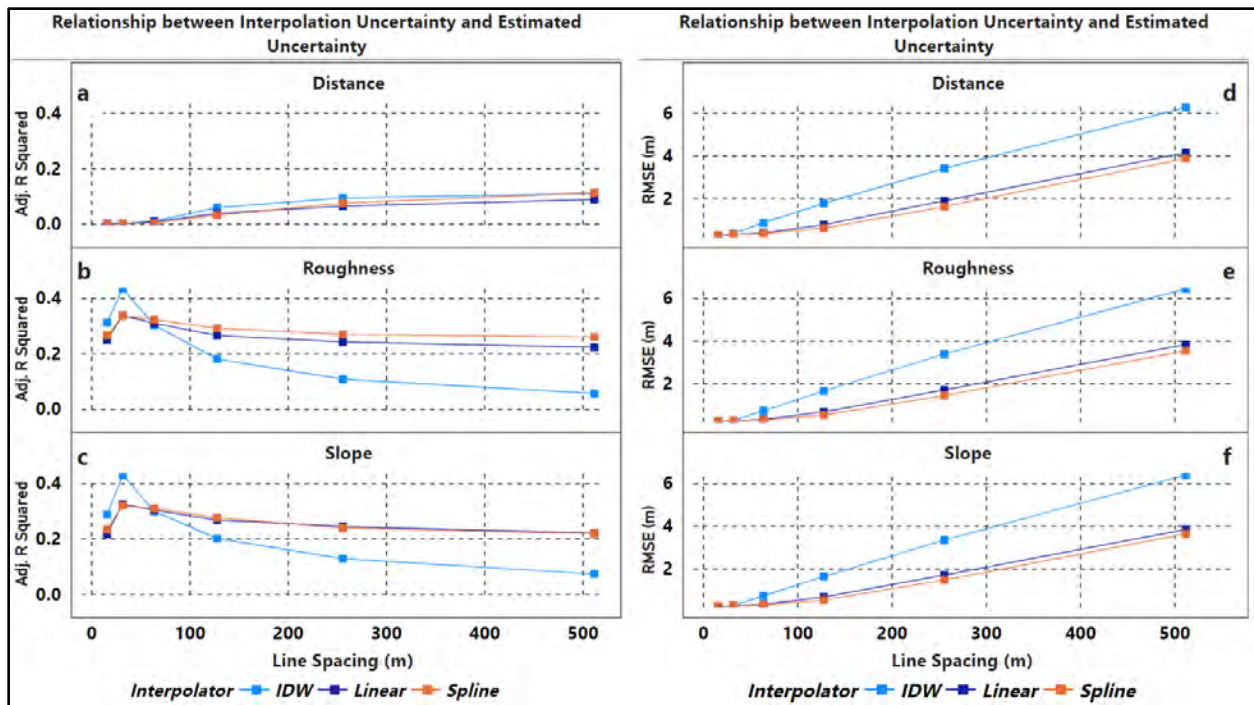 Relationship between Interpolation Uncertainty and Estimated
Uncertainty
a
Distance
0.4
0.2
0.0
Adj. R Squared
b
Roughness
0.4
0.2
0.0
Adj. R Squared
c
Slope
0.4
0.2
0.0
Adj. R Squared
0 100 200 300 400 500
Line Spacing (m)
Interpolator IDW Linear Spline
Relationship between Interpolation Uncertainty and Estimated
Uncertainty
Distance
d
6
4
2
RMSE (m)
Roughness
e
6
4
2
RMSE (m)
Slope
f
6
4
2
RMSE (m)
0 100 200 300 400 500
Line Spacing (m)
Interpolator IDW Linear Spline